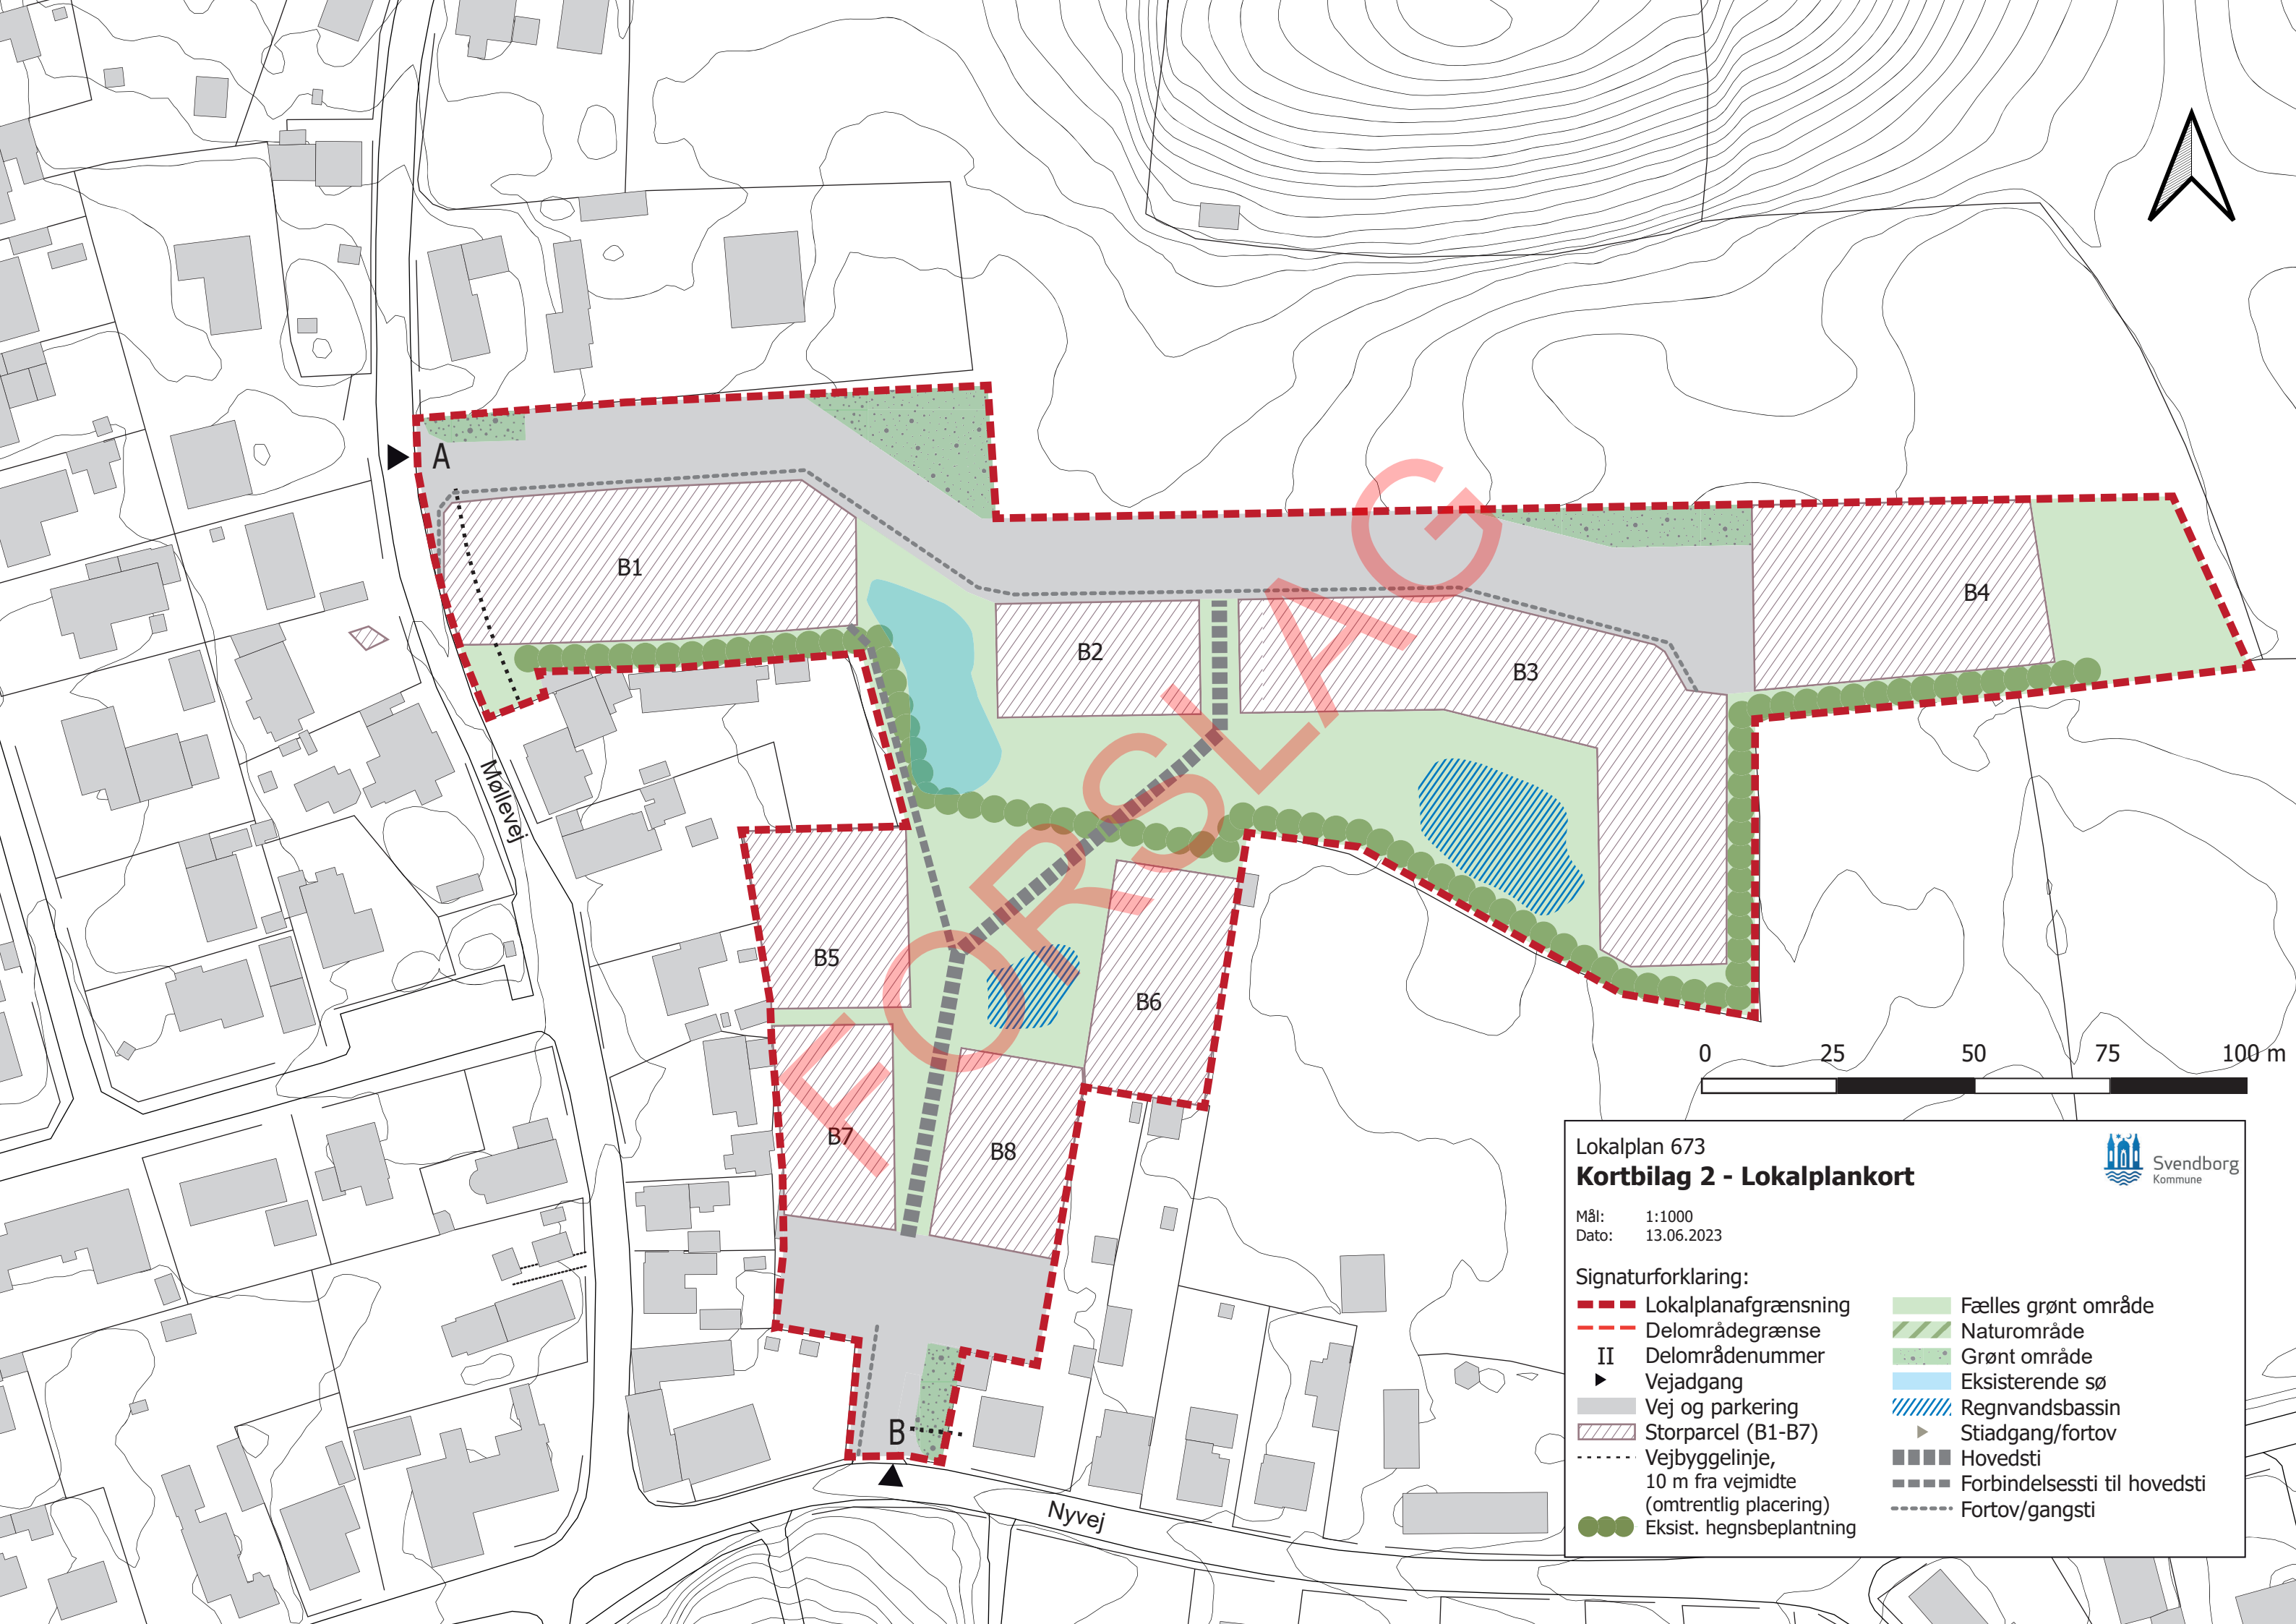 A
B1
B2
B3
B4
B5
B6
B7
B8
B
Møllevej
Nyvej
FORSLAG
0 25 50 75 100 m
Lokalplan 673
Kortbilag 2 - Lokalplankort
Svendborg
Kommune
Mål: 1:1000
Dato: 13.06.2023
Signaturforklaring:
Lokalplanafgrænsning
Delområdegrænse
II Delområdenummer
Vejadgang
Vej og parkering
Storparcel (B1-B7)
Vejbyggelinje,
10 m fra vejmidte
(omtrentlig placering)
Eksist. hegnsbeplantning
Fælles grønt område
Naturområde
Grønt område
Eksisterende sø
Regnvandsbassin
Stiadgang/fortov
Hovedsti
Forbindelsessti til hovedsti
Fortov/gangsti